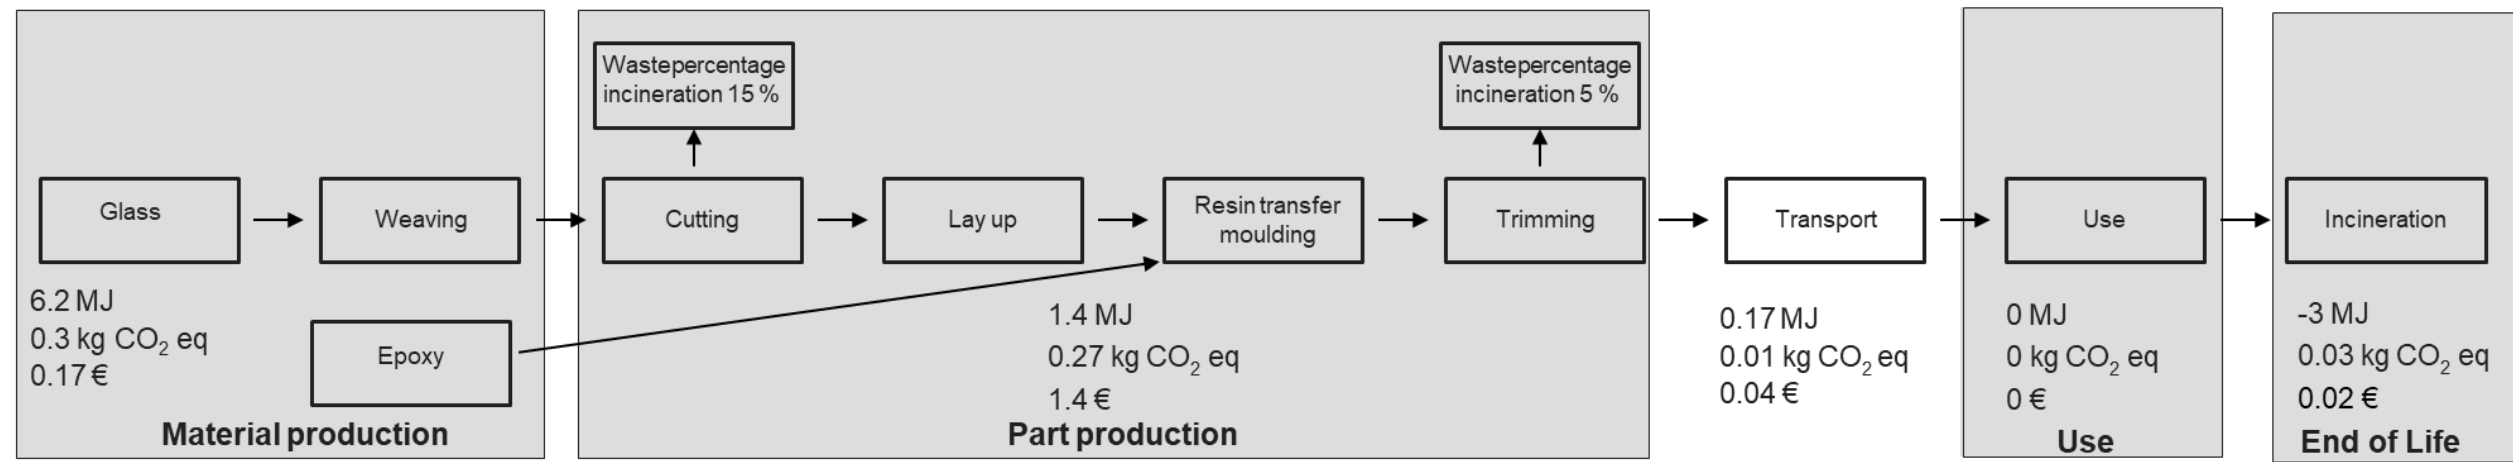 Wastepercentage
incineration 15 %
Wastepercentage
incineration 5 %
Glass
Weaving
Cutting
Lay up
Resin transfer
moulding
Trimming
Transport
Use
Incineration
Epoxy
6.2 MJ
0.3 kg CO₂ eq
0.17 €
Material production
1.4 MJ
0.27 kg CO₂ eq
1.4 €
Part production
0.17 MJ
0.01 kg CO₂ eq
0.04 €
0 MJ
0 kg CO₂ eq
0 €
Use
-3 MJ
0.03 kg CO₂ eq
0.02 €
End of Life